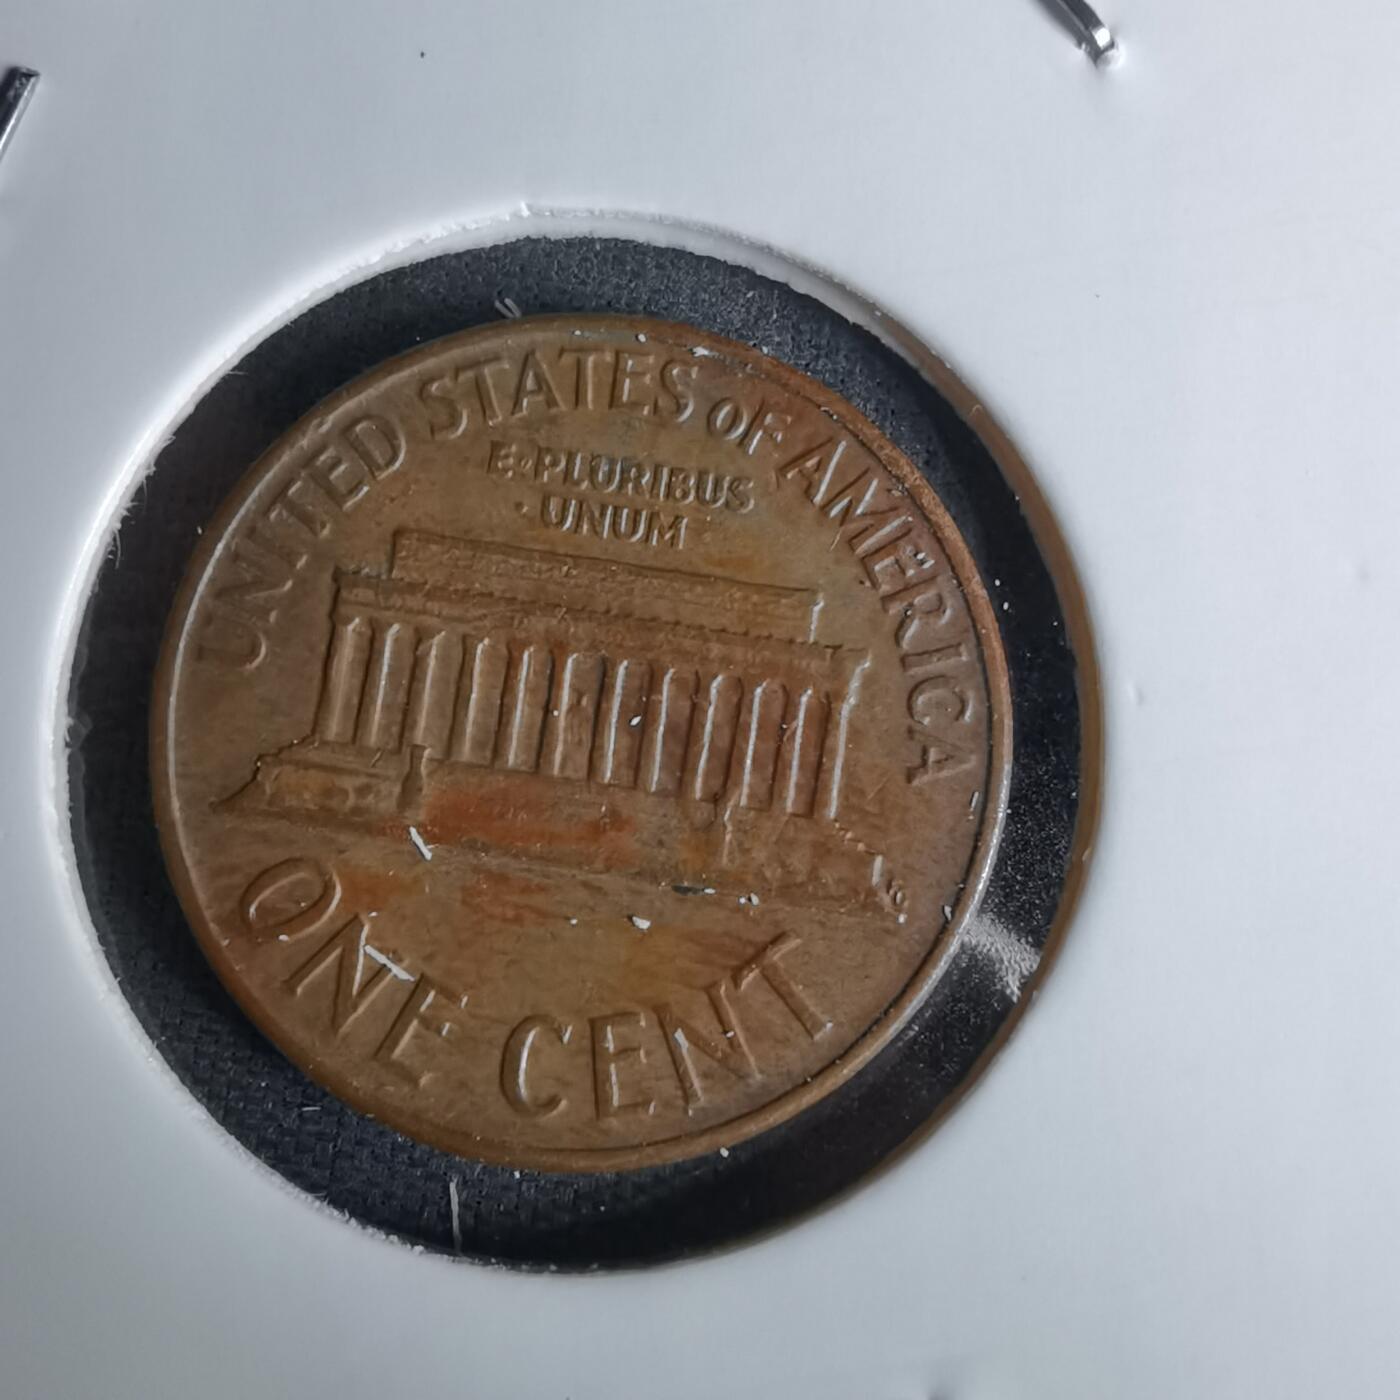 UNITED STATES OF AMERICA
E·PLURIBUS
·UNUM
ONE CENT